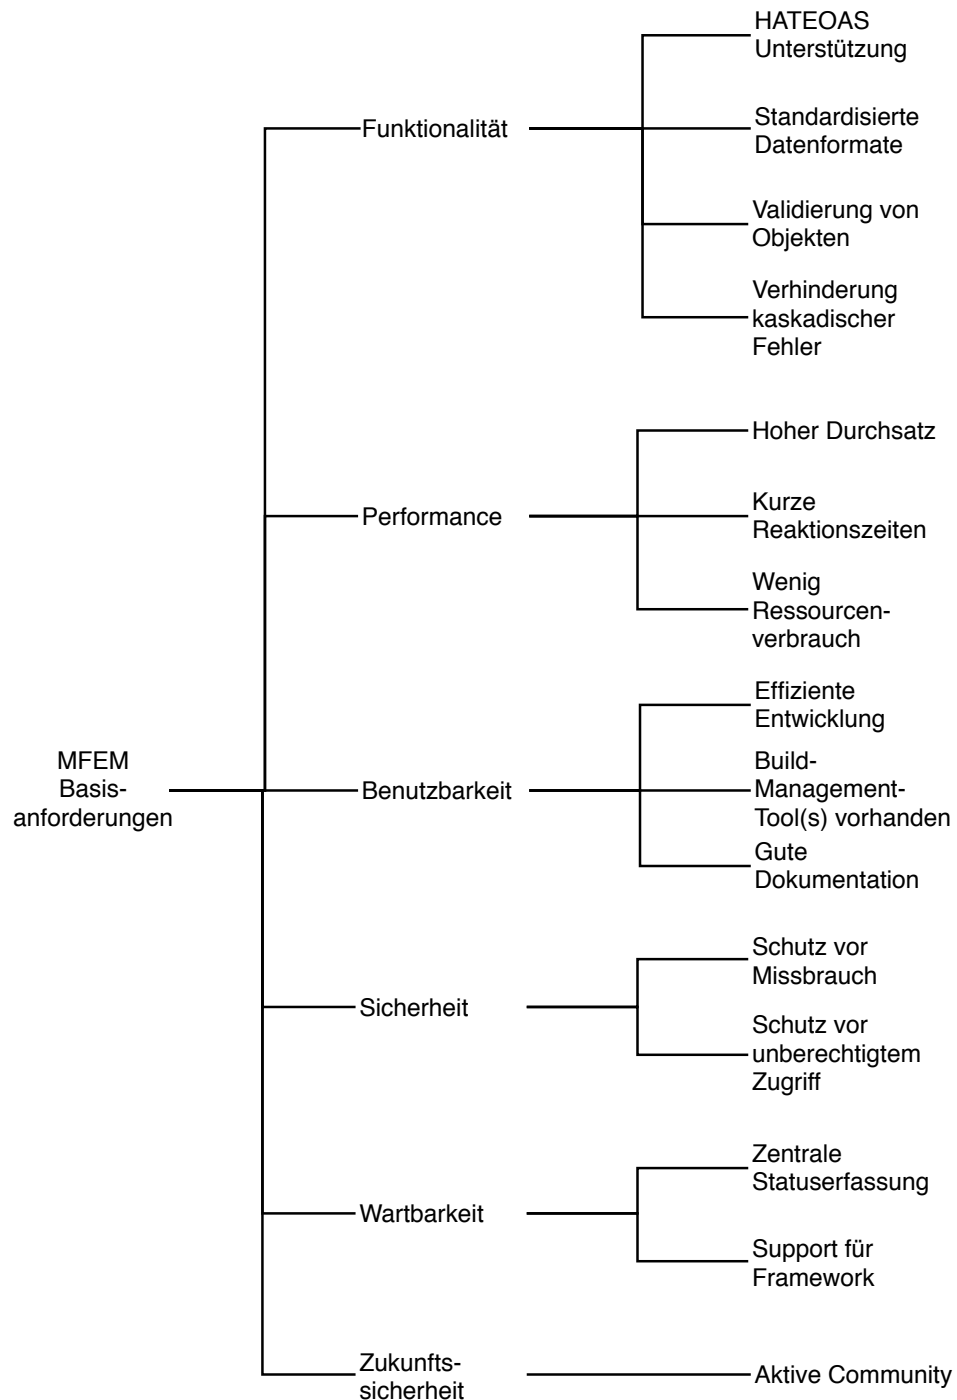 MFEM
Basis-
anforderungen
Funktionalität
HATEOAS
Unterstützung
Standardisierte
Datenformate
Validierung von
Objekten
Verhinderung
kaskadischer
Fehler
Performance
Hoher Durchsatz
Kurze
Reaktionszeiten
Wenig
Ressourcen-
verbrauch
Benutzbarkeit
Effiziente
Entwicklung
Build-
Management-
Tool(s) vorhanden
Gute
Dokumentation
Sicherheit
Schutz vor
Missbrauch
Schutz vor
unberechtigtem
Zugriff
Wartbarkeit
Zentrale
Statuserfassung
Support für
Framework
Zukunfts-
sicherheit
Aktive Community